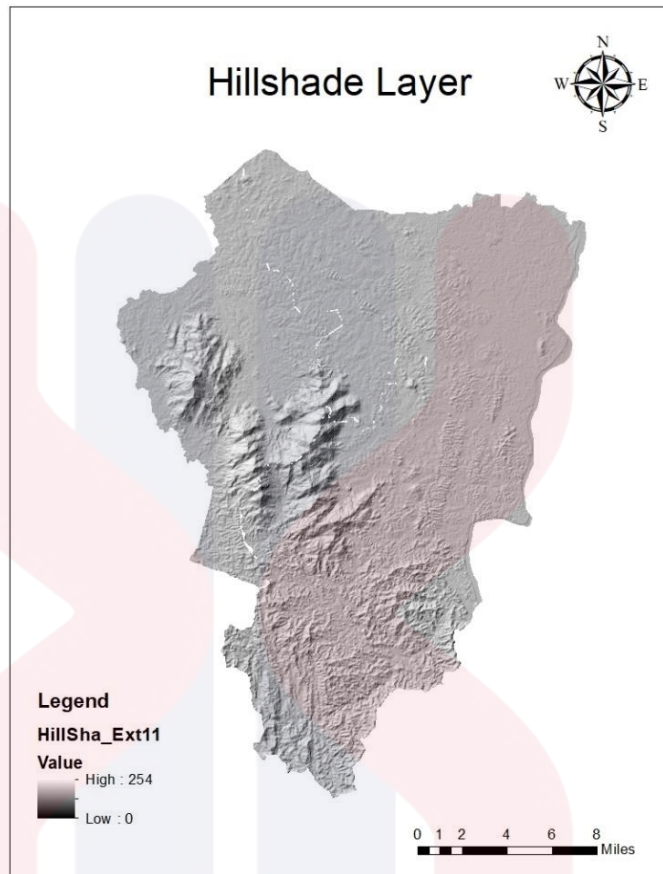 Hillshade Layer
N
W E
S
Legend
HillSha_Ext11
Value
High : 254
Low : 0
0 1 2 4 6 8
Miles